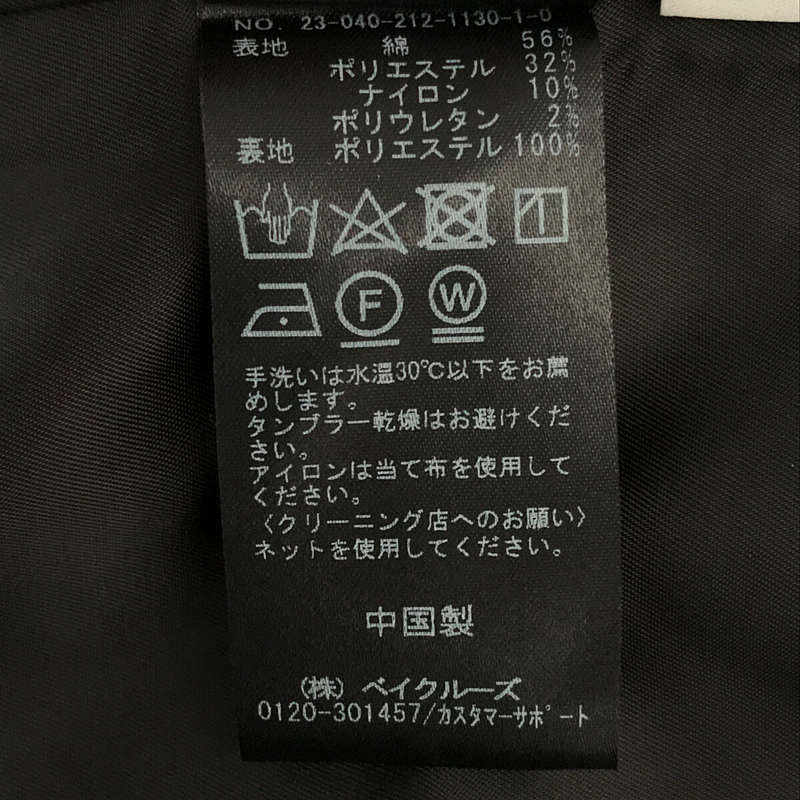 NO. 23-040-212-1130-1-0
表地 綿 56%
ポリエステル 32%
ナイロン 10%
ポリウレタン 2%
裏地 ポリエステル 100%
1
F W
手洗いは水温30℃以下をお薦
めします。
タンブラー乾燥はお避けくだ
さい。
アイロンは当て布を使用して
ください。
〈クリーニング店へのお願い〉
ネットを使用してください。
中国製
(株) ベイクルーズ
0120-301457/カスタマーサポート